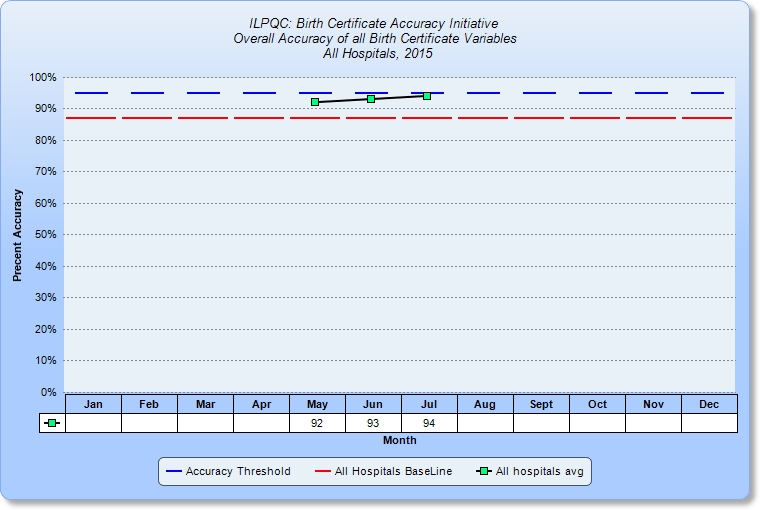 ILPQC: Birth Certificate Accuracy Initiative
Overall Accuracy of all Birth Certificate Variables
All Hospitals, 2015
100%
90%
80%
70%
60%
50%
40%
30%
20%
10%
0%
Precent Accuracy
Jan Feb Mar Apr May Jun Jul Aug Sept Oct Nov Dec
92 93 94
Month
Accuracy Threshold All Hospitals BaseLine All hospitals avg